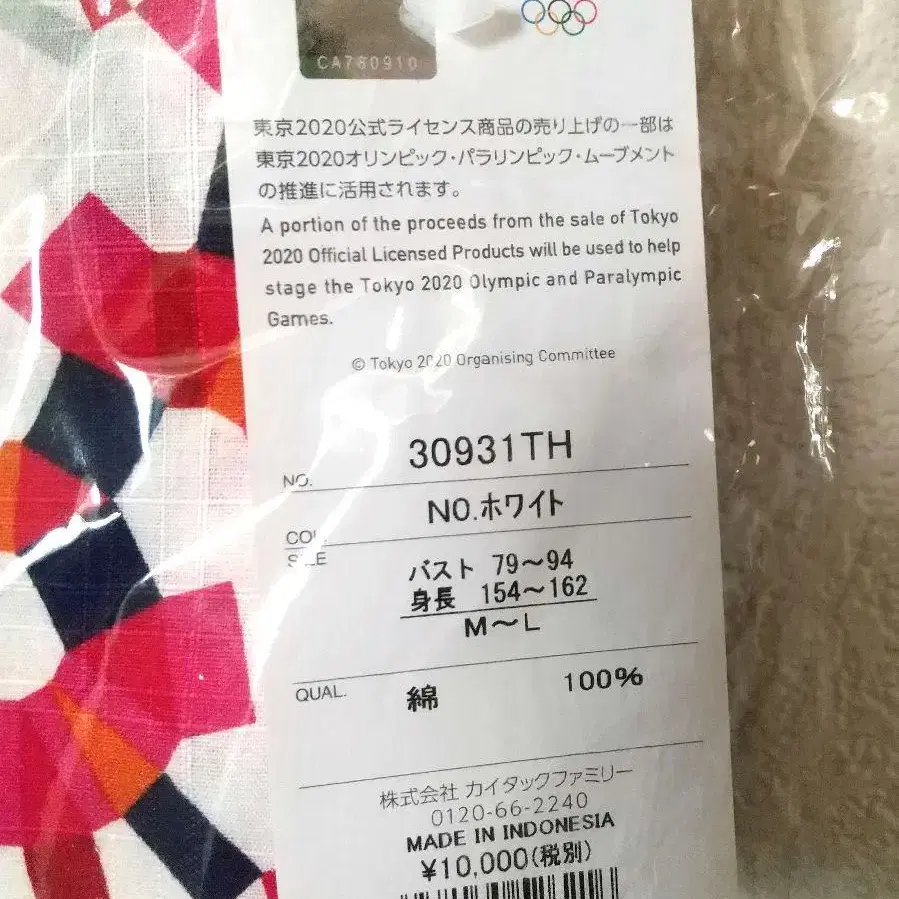 CA780910
東京2020公式ライセンス商品の売り上げの一部は
東京2020オリンピック・パラリンピック・ムーブメント
の推進に活用されます。
A portion of the proceeds from the sale of Tokyo
2020 Official Licensed Products will be used to help
stage the Tokyo 2020 Olympic and Paralympic
Games.
© Tokyo 2020 Organising Committee
NO. 30931TH
COL. NO.ホワイト
SIZE バスト 79～94
身長 154～162
M～L
QUAL. 綿 100%
株式会社 カイタックファミリー
0120-66-2240
MADE IN INDONESIA
¥10,000(税別)